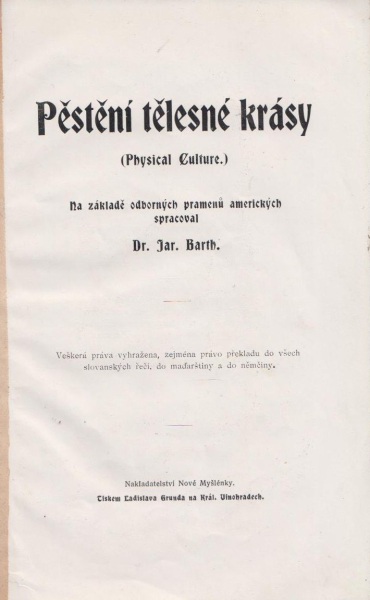 Pěstění tělesné krásy
(Physical Culture.)
Na základě odborných pramenů amerických
spracoval
Dr. Jar. Barth.
Veškerá práva vyhražena, zejména právo překladu do všech
slovanských řečí, do maďarštiny a do němčiny.
Nakladatelství Nové Myšlénky.
Tiskem Ladislava Grunda na Král. Vinohradech.